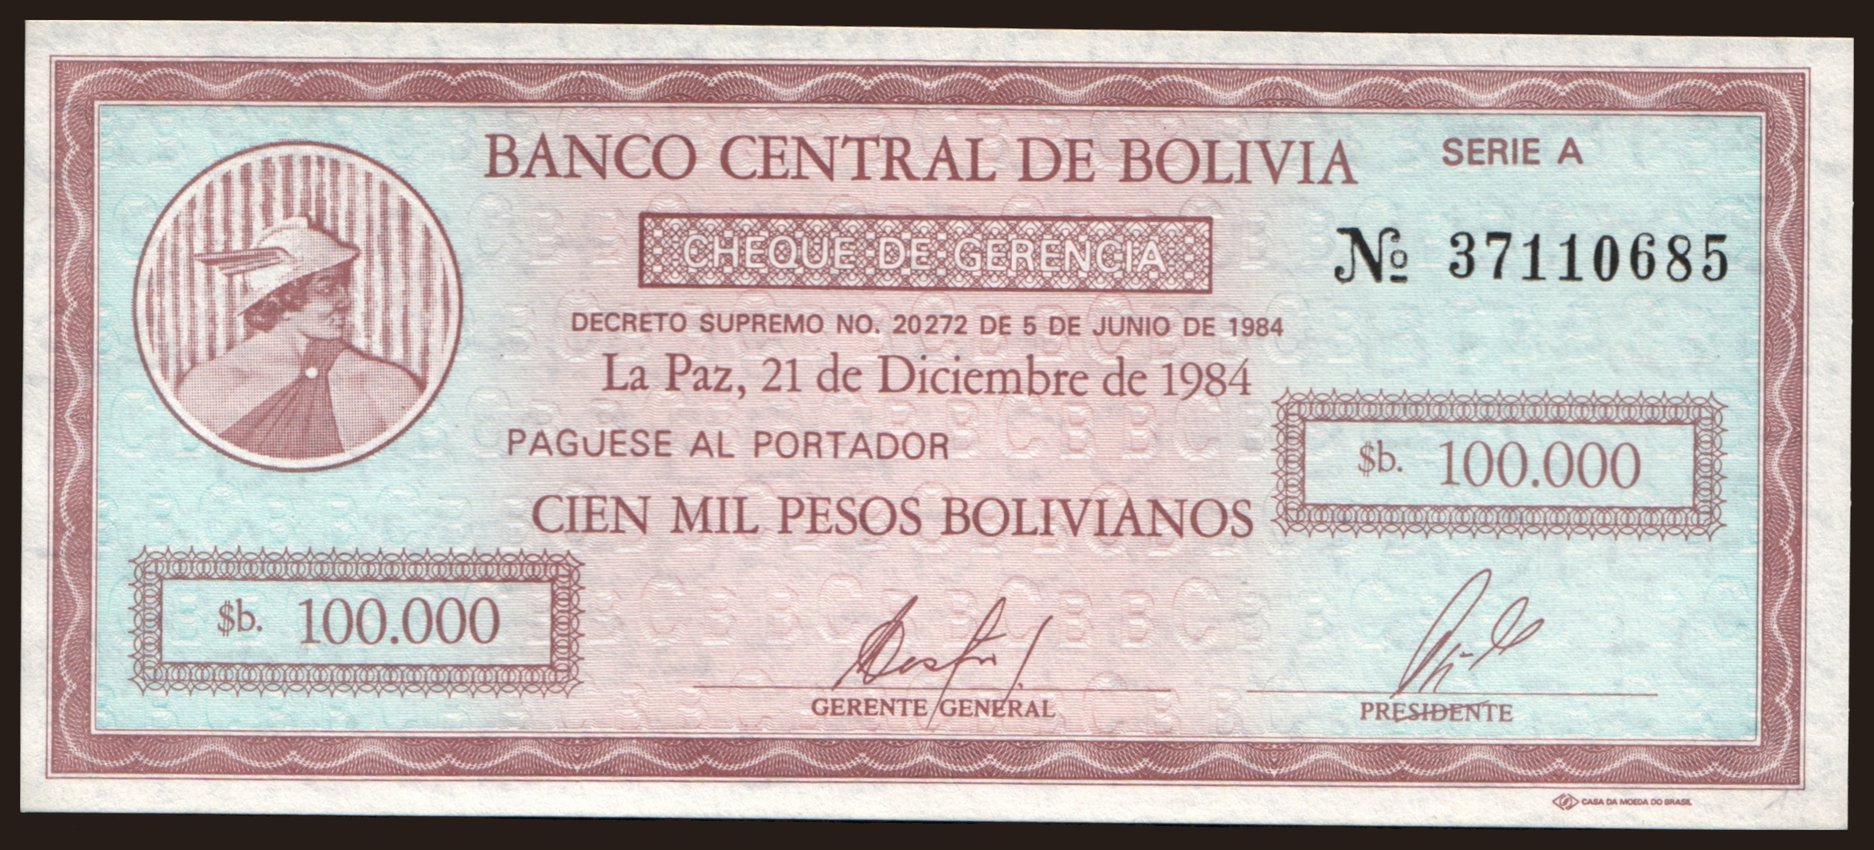 BANCO CENTRAL DE BOLIVIA
SERIE A
CHEQUE DE GERENCIA
Nº 37110685
DECRETO SUPREMO NO. 20272 DE 5 DE JUNIO DE 1984
La Paz, 21 de Diciembre de 1984
PAGUESE AL PORTADOR
$b. 100.000
CIEN MIL PESOS BOLIVIANOS
$b. 100.000
GERENTE GENERAL
PRESIDENTE
CASA DA MOEDA DO BRASIL